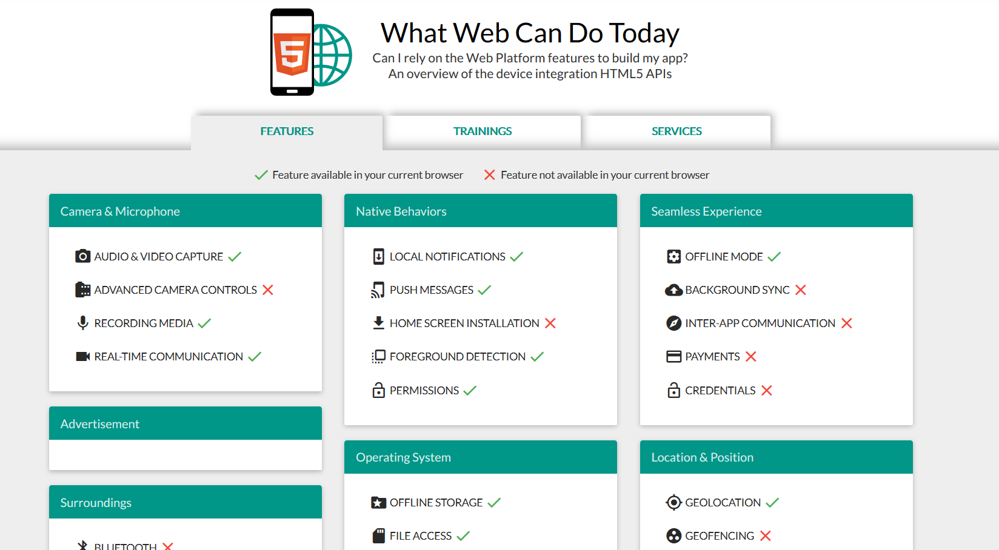 What Web Can Do Today
Can I rely on the Web Platform features to build my app?
An overview of the device integration HTML5 APIs
5
FEATURES
TRAININGS
SERVICES
Feature available in your current browser
Feature not available in your current browser
Camera & Microphone
AUDIO & VIDEO CAPTURE
ADVANCED CAMERA CONTROLS
RECORDING MEDIA
REAL-TIME COMMUNICATION
Advertisement
Surroundings
BLUETOOTH
Native Behaviors
LOCAL NOTIFICATIONS
PUSH MESSAGES
HOME SCREEN INSTALLATION
FOREGROUND DETECTION
PERMISSIONS
Operating System
OFFLINE STORAGE
FILE ACCESS
Seamless Experience
OFFLINE MODE
BACKGROUND SYNC
INTER-APP COMMUNICATION
PAYMENTS
CREDENTIALS
Location & Position
GEOLOCATION
GEOFENCING